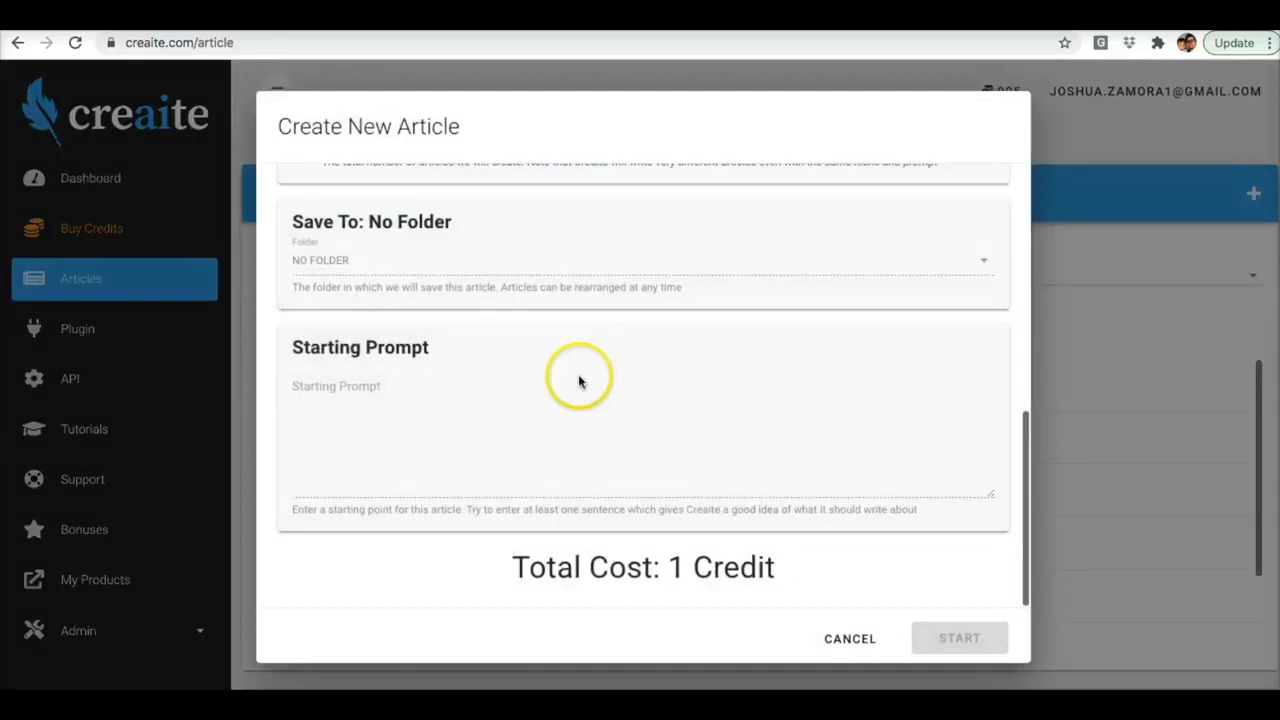 creaite.com/article
Update
creaite
JOSHUA.ZAMORA1@GMAIL.COM
Create New Article
Dashboard
Buy Credits
Articles
Plugin
API
Tutorials
Support
Bonuses
My Products
Admin
Save To: No Folder
Folder
NO FOLDER
The folder in which we will save this article. Articles can be rearranged at any time
Starting Prompt
Starting Prompt
Enter a starting point for this article. Try to enter at least one sentence which gives Creaite a good idea of what it should write about
Total Cost: 1 Credit
CANCEL
START